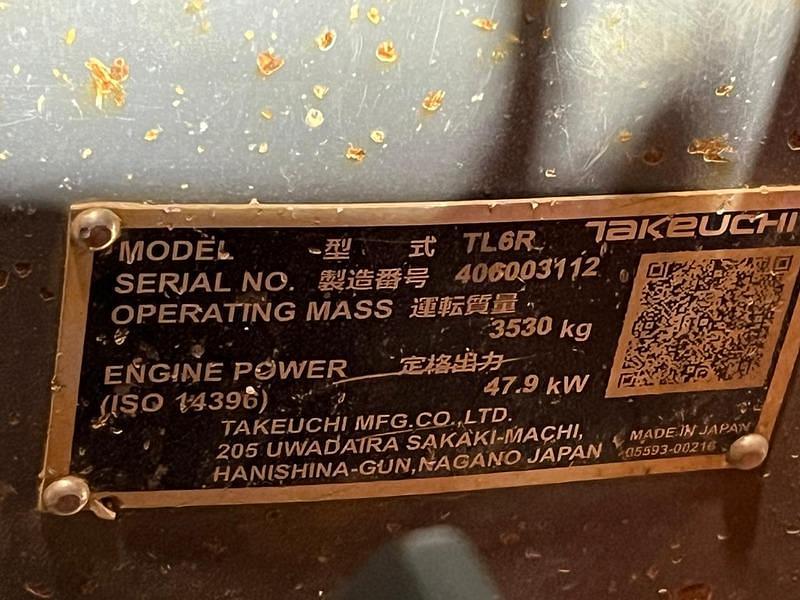 TAKEUCHI
MODEL 型式 TL6R
SERIAL NO. 製造番号 406003112
OPERATING MASS 運転質量
3530 kg
ENGINE POWER 定格出力
(ISO 14396) 47.9 kW
TAKEUCHI MFG.CO.,LTD.
205 UWADAIRA SAKAKI-MACHI,
HANISHINA-GUN,NAGANO JAPAN
MADE IN JAPAN
05593-00216